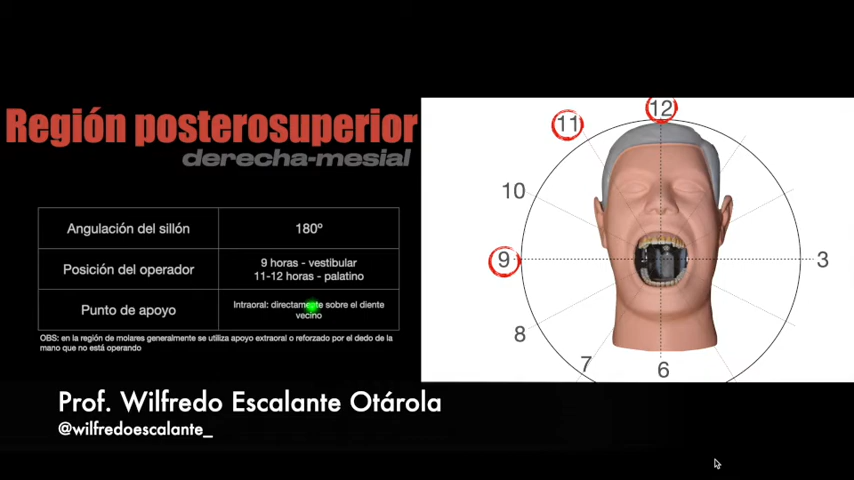 Región posterosuperior
derecha-mesial
Angulación del sillón
180º
Posición del operador
9 horas - vestibular
11-12 horas - palatino
Punto de apoyo
Intraoral: directamente sobre el diente
vecino
OBS: en la región de molares generalmente se utiliza apoyo extraoral o reforzado por el dedo de la
mano que no está operando
Prof. Wilfredo Escalante Otárola
@wilfredoescalante_
12
11
10
9
3
8
7
6